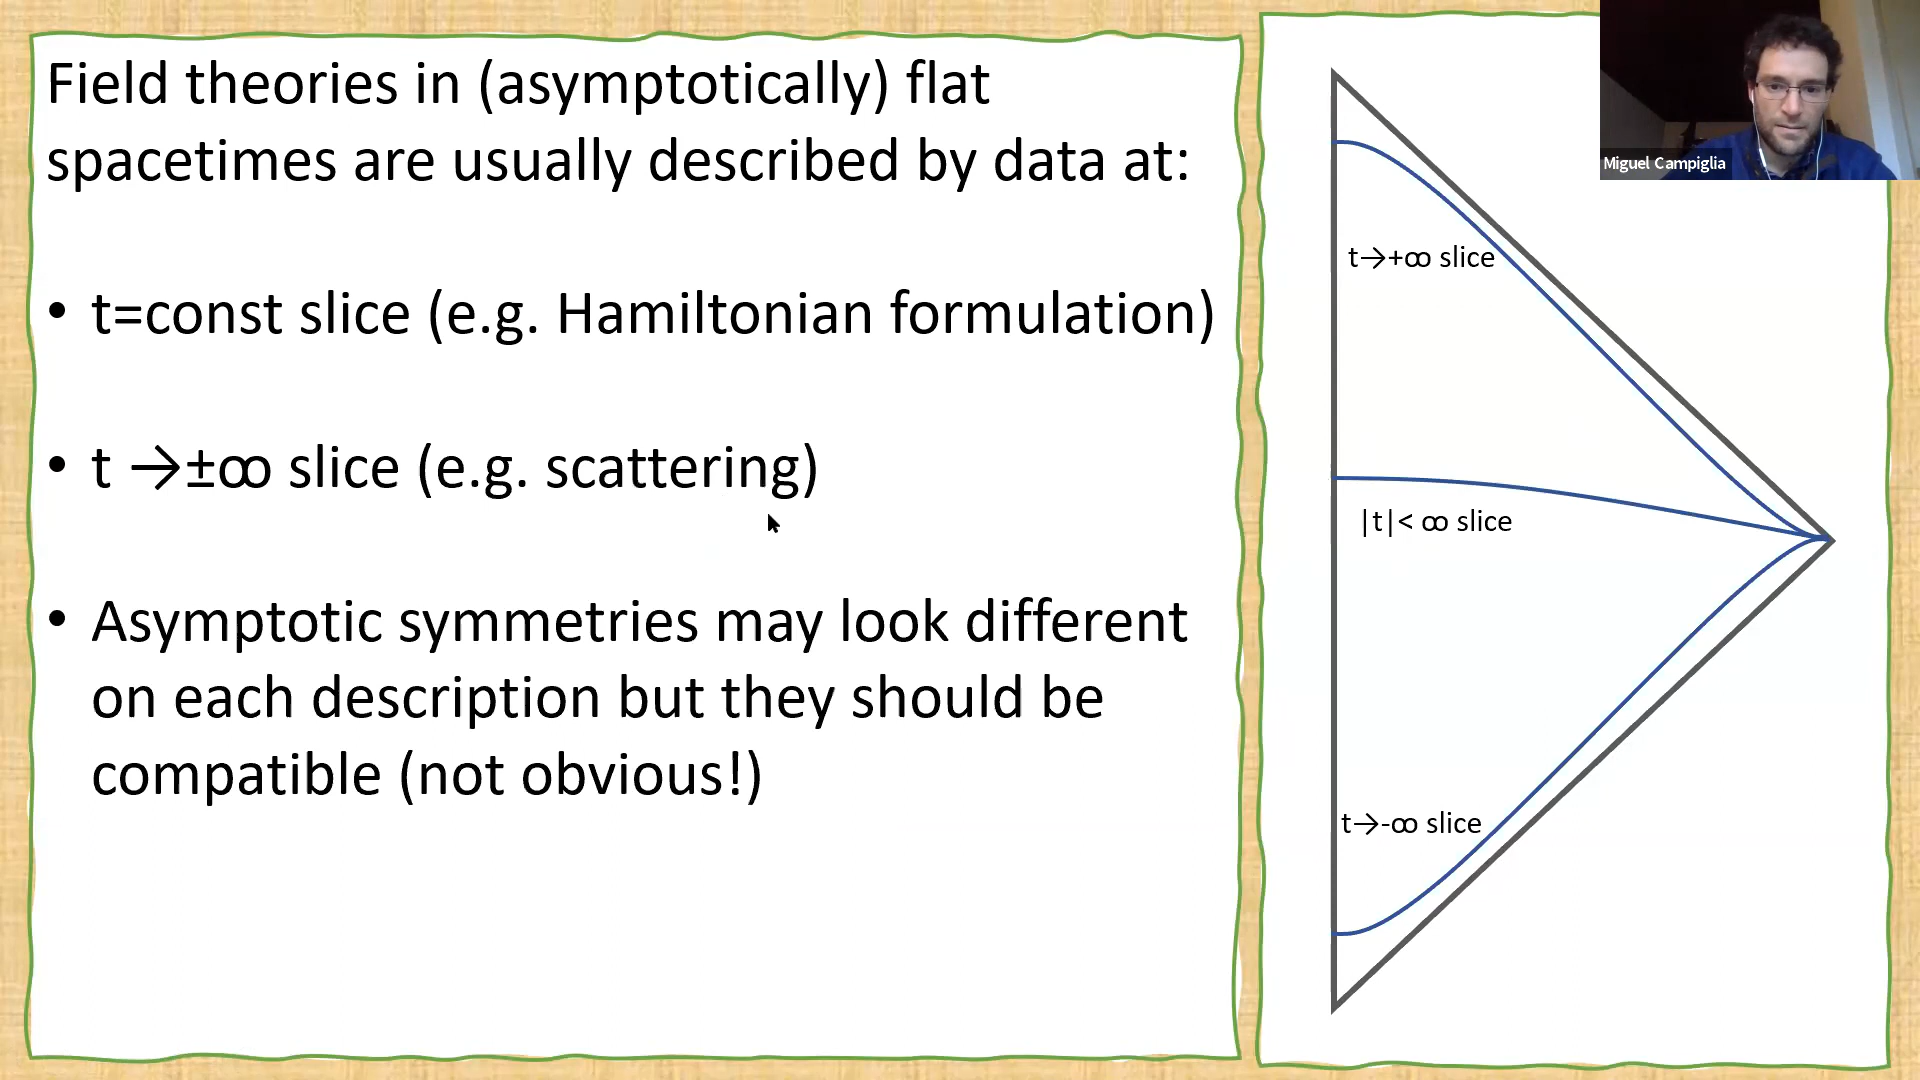 Field theories in (asymptotically) flat
spacetimes are usually described by data at:
• t=const slice (e.g. Hamiltonian formulation)
• t →±∞ slice (e.g. scattering)
• Asymptotic symmetries may look different
on each description but they should be
compatible (not obvious!)
t→+∞ slice
|t|< ∞ slice
t→-∞ slice
Miguel Campiglia